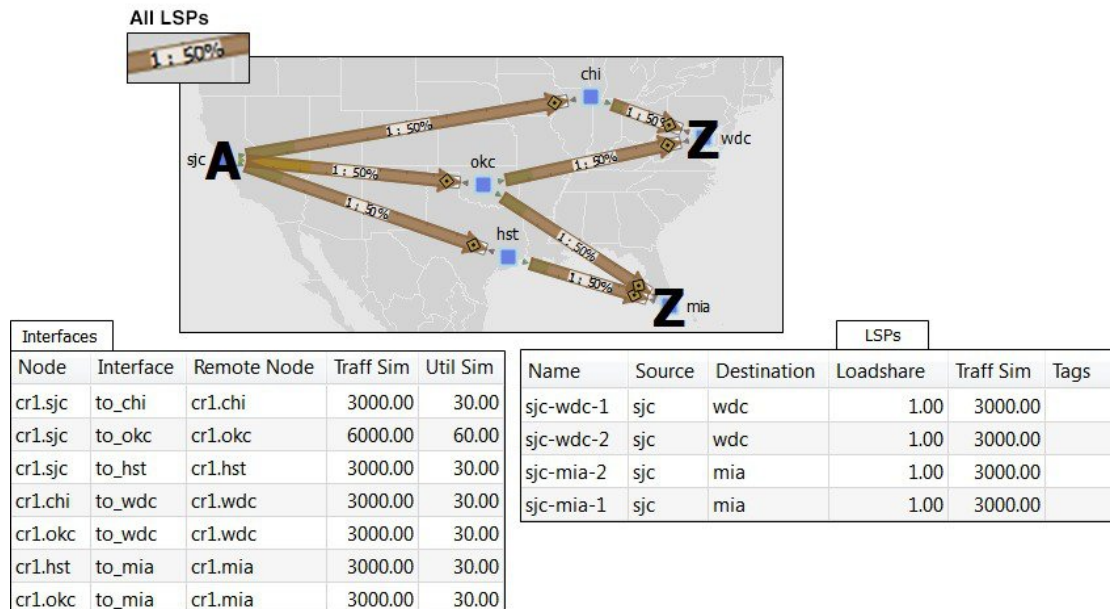 All LSPs
1 : 50%
chi
1 : 50%
1 : 50%
sjc A
Z wdc
okc
1 : 50%
1 : 50%
1 : 50%
hst
1 : 50%
1 : 50%
Z mia
Interfaces
Node Interface Remote Node Traff Sim Util Sim
cr1.sjc to_chi cr1.chi 3000.00 30.00
cr1.sjc to_okc cr1.okc 6000.00 60.00
cr1.sjc to_hst cr1.hst 3000.00 30.00
cr1.chi to_wdc cr1.wdc 3000.00 30.00
cr1.okc to_wdc cr1.wdc 3000.00 30.00
cr1.hst to_mia cr1.mia 3000.00 30.00
cr1.okc to_mia cr1.mia 3000.00 30.00
LSPs
Name Source Destination Loadshare Traff Sim Tags
sjc-wdc-1 sjc wdc 1.00 3000.00
sjc-wdc-2 sjc wdc 1.00 3000.00
sjc-mia-2 sjc mia 1.00 3000.00
sjc-mia-1 sjc mia 1.00 3000.00